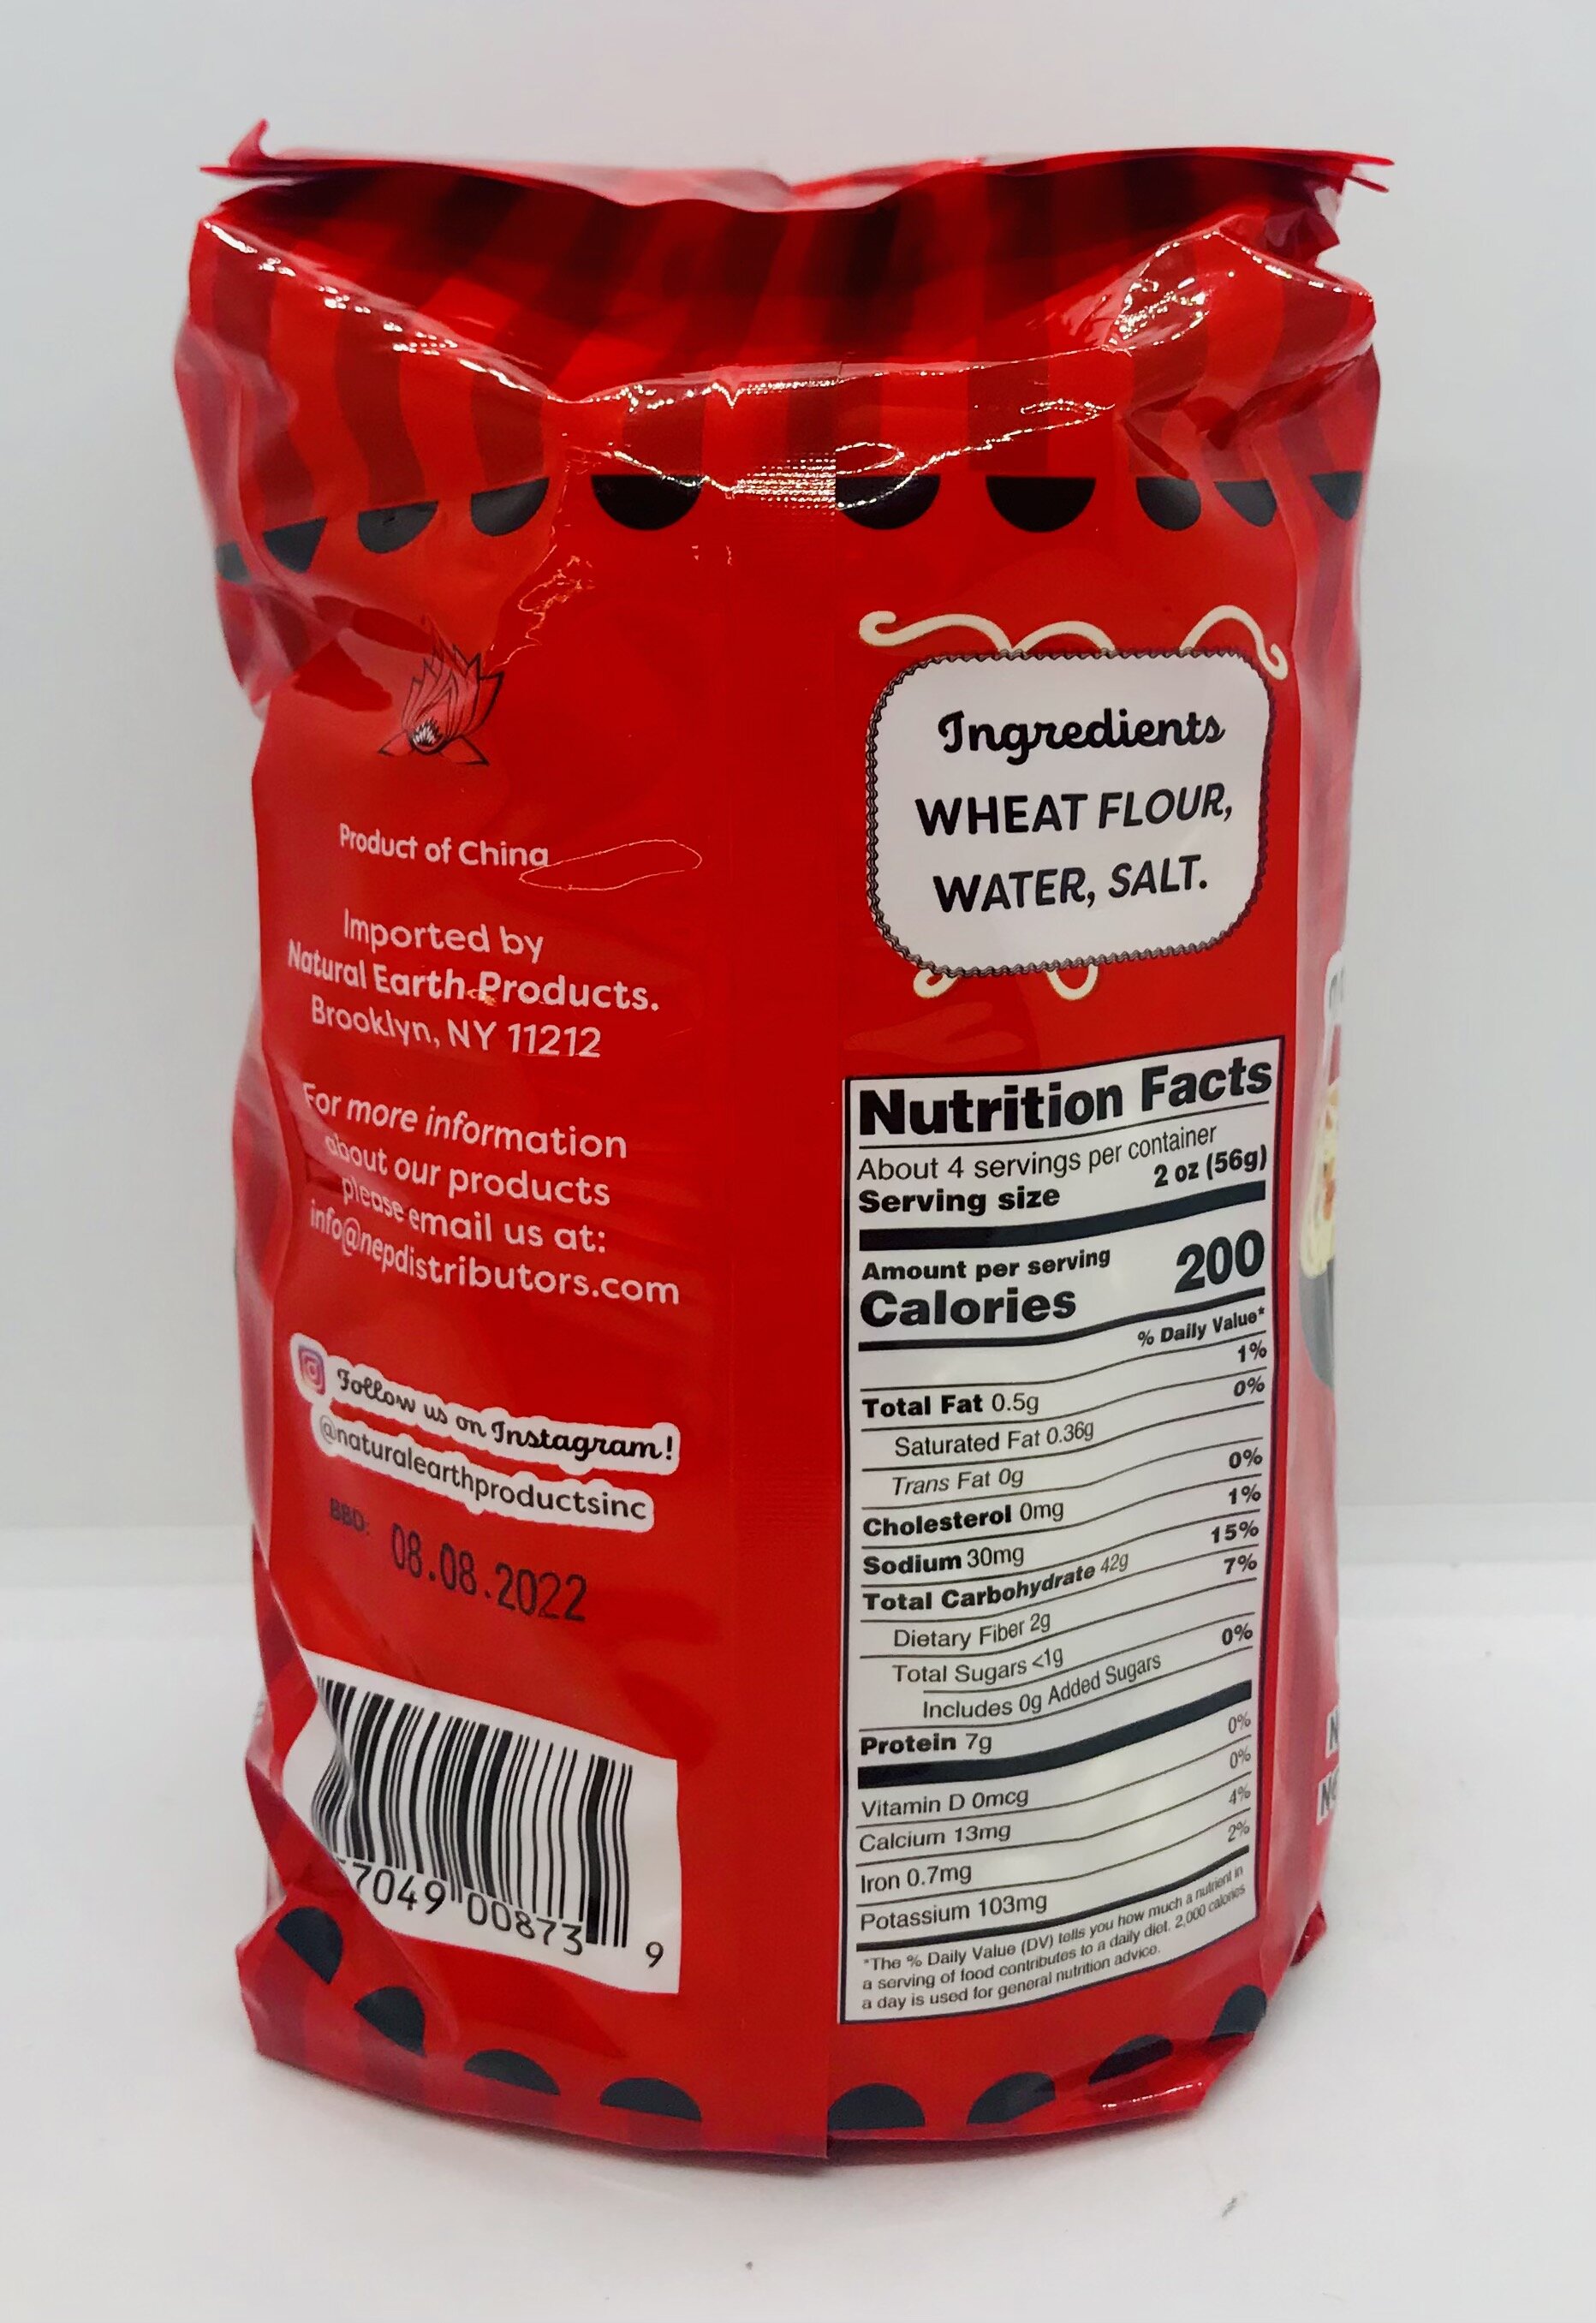 Product of China
Imported by
Natural Earth Products.
Brooklyn, NY 11212
For more information
about our products
please email us at:
info@nepdistributors.com
Follow us on Instagram!
@naturalearthproductsinc
BBD: 08.08.2022
7049 00873 9
Ingredients
WHEAT FLOUR,
WATER, SALT.
Nutrition Facts
About 4 servings per container
Serving size 2 oz (56g)
Amount per serving
Calories 200
% Daily Value*
Total Fat 0.5g 1%
Saturated Fat 0.36g 0%
Trans Fat 0g
Cholesterol 0mg 0%
Sodium 30mg 1%
Total Carbohydrate 42g 15%
Dietary Fiber 2g 7%
Total Sugars <1g
Includes 0g Added Sugars 0%
Protein 7g
Vitamin D 0mcg 0%
Calcium 13mg 0%
Iron 0.7mg 4%
Potassium 103mg 2%
*The % Daily Value (DV) tells you how much a nutrient in
a serving of food contributes to a daily diet. 2,000 calories
a day is used for general nutrition advice.